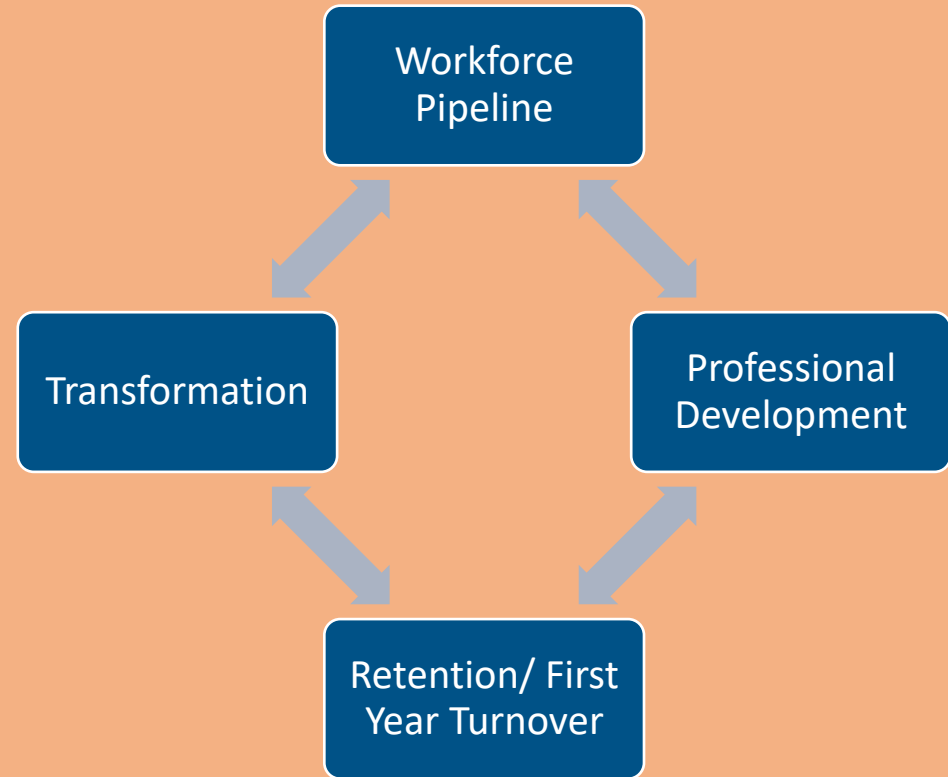 Workforce
Pipeline
Transformation
Professional
Development
Retention/ First
Year Turnover